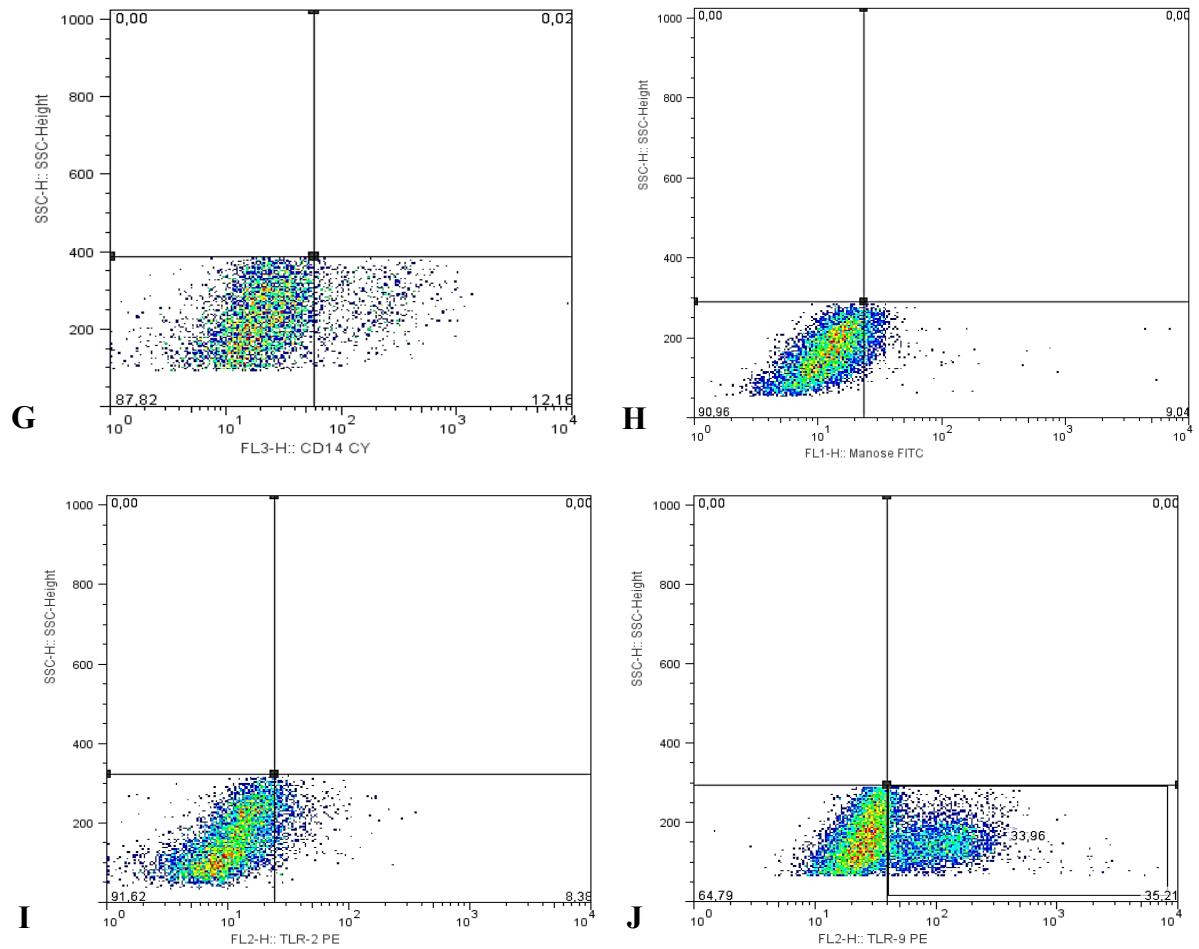 0,00 0,02
1000
800
600
400
200
SSC-H:: SSC-Height
87,82 12,16
10^0 10^1 10^2 10^3 10^4
FL3-H:: CD14 CY
G
0,00 0,00
1000
800
600
400
200
SSC-H:: SSC-Height
90,96 9,04
10^0 10^1 10^2 10^3 10^4
FL1-H:: Manose FITC
H
0,00 0,00
1000
800
600
400
200
SSC-H:: SSC-Height
91,62 8,38
10^0 10^1 10^2 10^3 10^4
FL2-H:: TLR-2 PE
I
0,00 0,00
1000
800
600
400
200
SSC-H:: SSC-Height
33,96
64,79 35,21
10^0 10^1 10^2 10^3 10^4
FL2-H:: TLR-9 PE
J